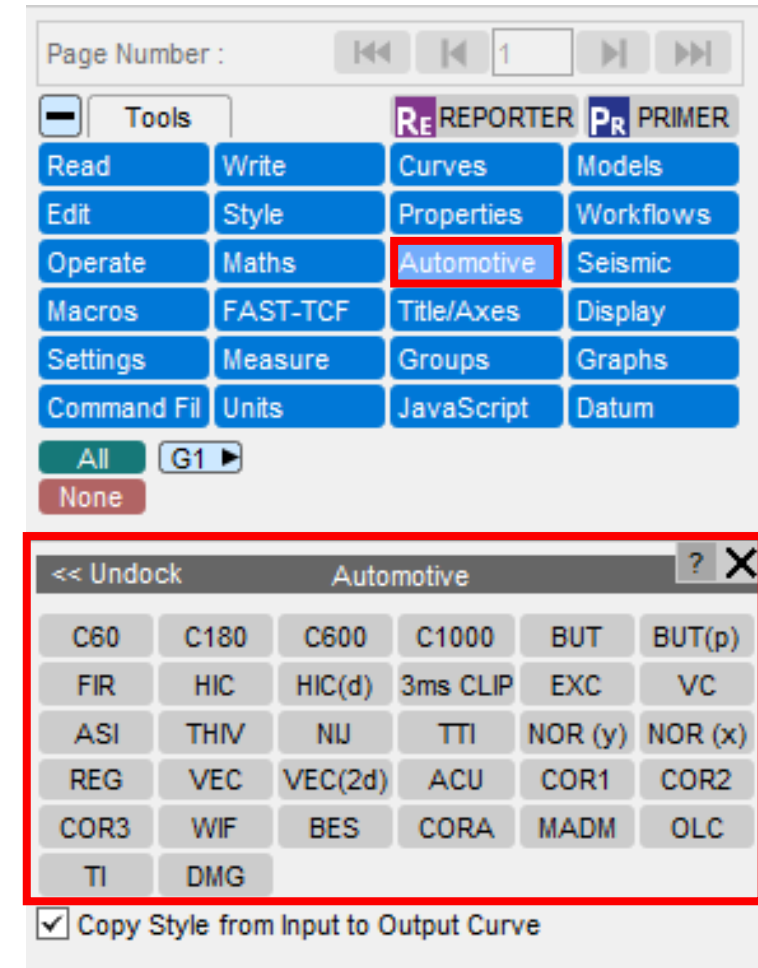 Page Number : 1
Tools RE REPORTER PR PRIMER
Read Write Curves Models
Edit Style Properties Workflows
Operate Maths Automotive Seismic
Macros FAST-TCF Title/Axes Display
Settings Measure Groups Graphs
Command Fil Units JavaScript Datum
All G1
None
<< Undock Automotive ? X
C60 C180 C600 C1000 BUT BUT(p)
FIR HIC HIC(d) 3ms CLIP EXC VC
ASI THIV NIJ TTI NOR (y) NOR (x)
REG VEC VEC(2d) ACU COR1 COR2
COR3 WIF BES CORA MADM OLC
TI DMG
Copy Style from Input to Output Curve